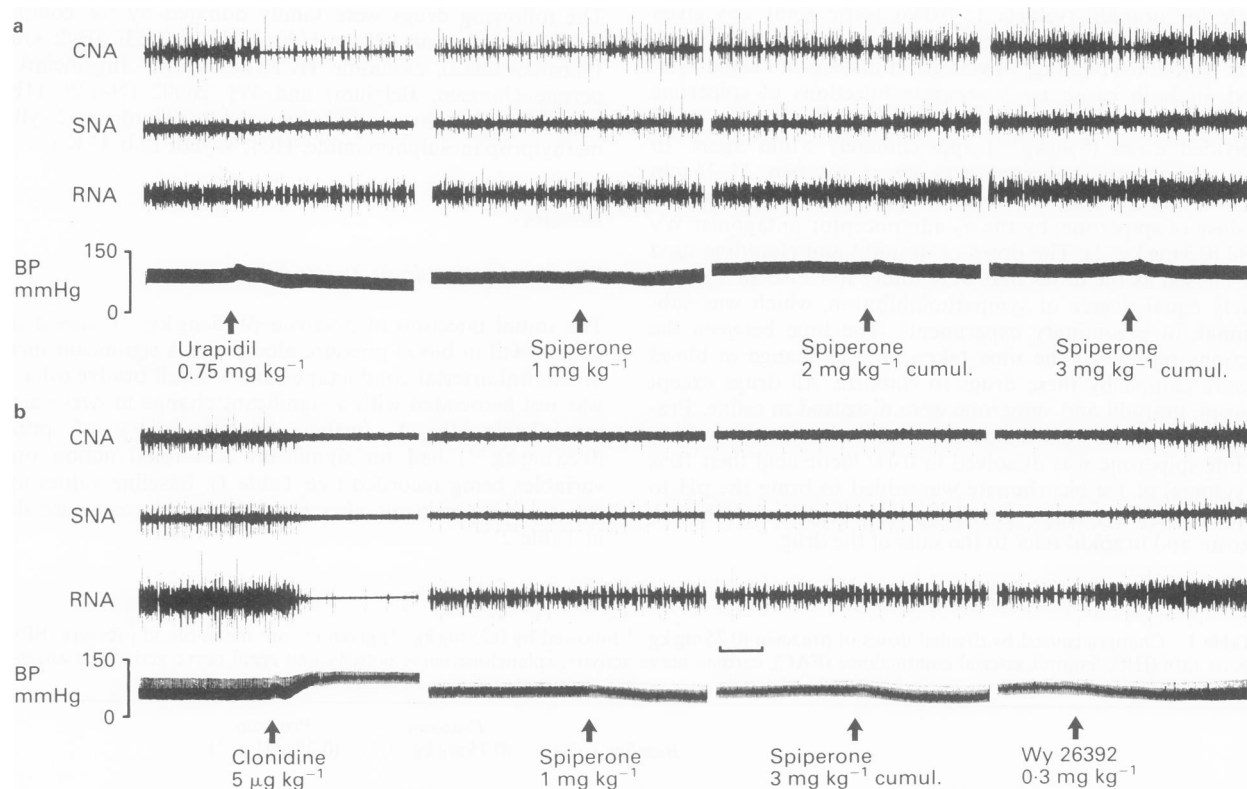 a
CNA
SNA
RNA
BP
mmHg
150
0
Urapidil
0.75 mg kg⁻¹
Spiperone
1 mg kg⁻¹
Spiperone
2 mg kg⁻¹ cumul.
Spiperone
3 mg kg⁻¹ cumul.
b
CNA
SNA
RNA
BP
mmHg
150
0
Clonidine
5 µg kg⁻¹
Spiperone
1 mg kg⁻¹
Spiperone
3 mg kg⁻¹ cumul.
Wy 26392
0·3 mg kg⁻¹